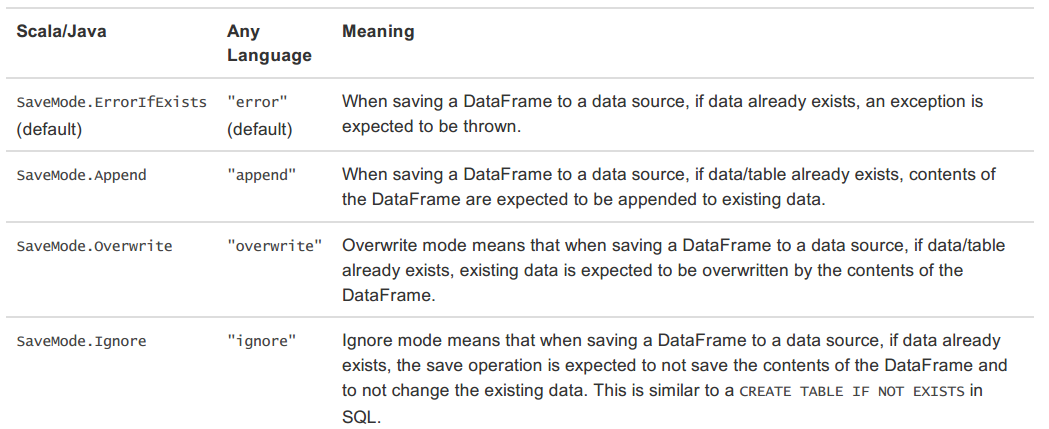 Scala/Java
Any
Language
Meaning
SaveMode.ErrorIfExists
(default)
"error"
(default)
When saving a DataFrame to a data source, if data already exists, an exception is
expected to be thrown.
SaveMode.Append
"append"
When saving a DataFrame to a data source, if data/table already exists, contents of
the DataFrame are expected to be appended to existing data.
SaveMode.Overwrite
"overwrite"
Overwrite mode means that when saving a DataFrame to a data source, if data/table
already exists, existing data is expected to be overwritten by the contents of the
DataFrame.
SaveMode.Ignore
"ignore"
Ignore mode means that when saving a DataFrame to a data source, if data already
exists, the save operation is expected to not save the contents of the DataFrame and
to not change the existing data. This is similar to a CREATE TABLE IF NOT EXISTS in
SQL.